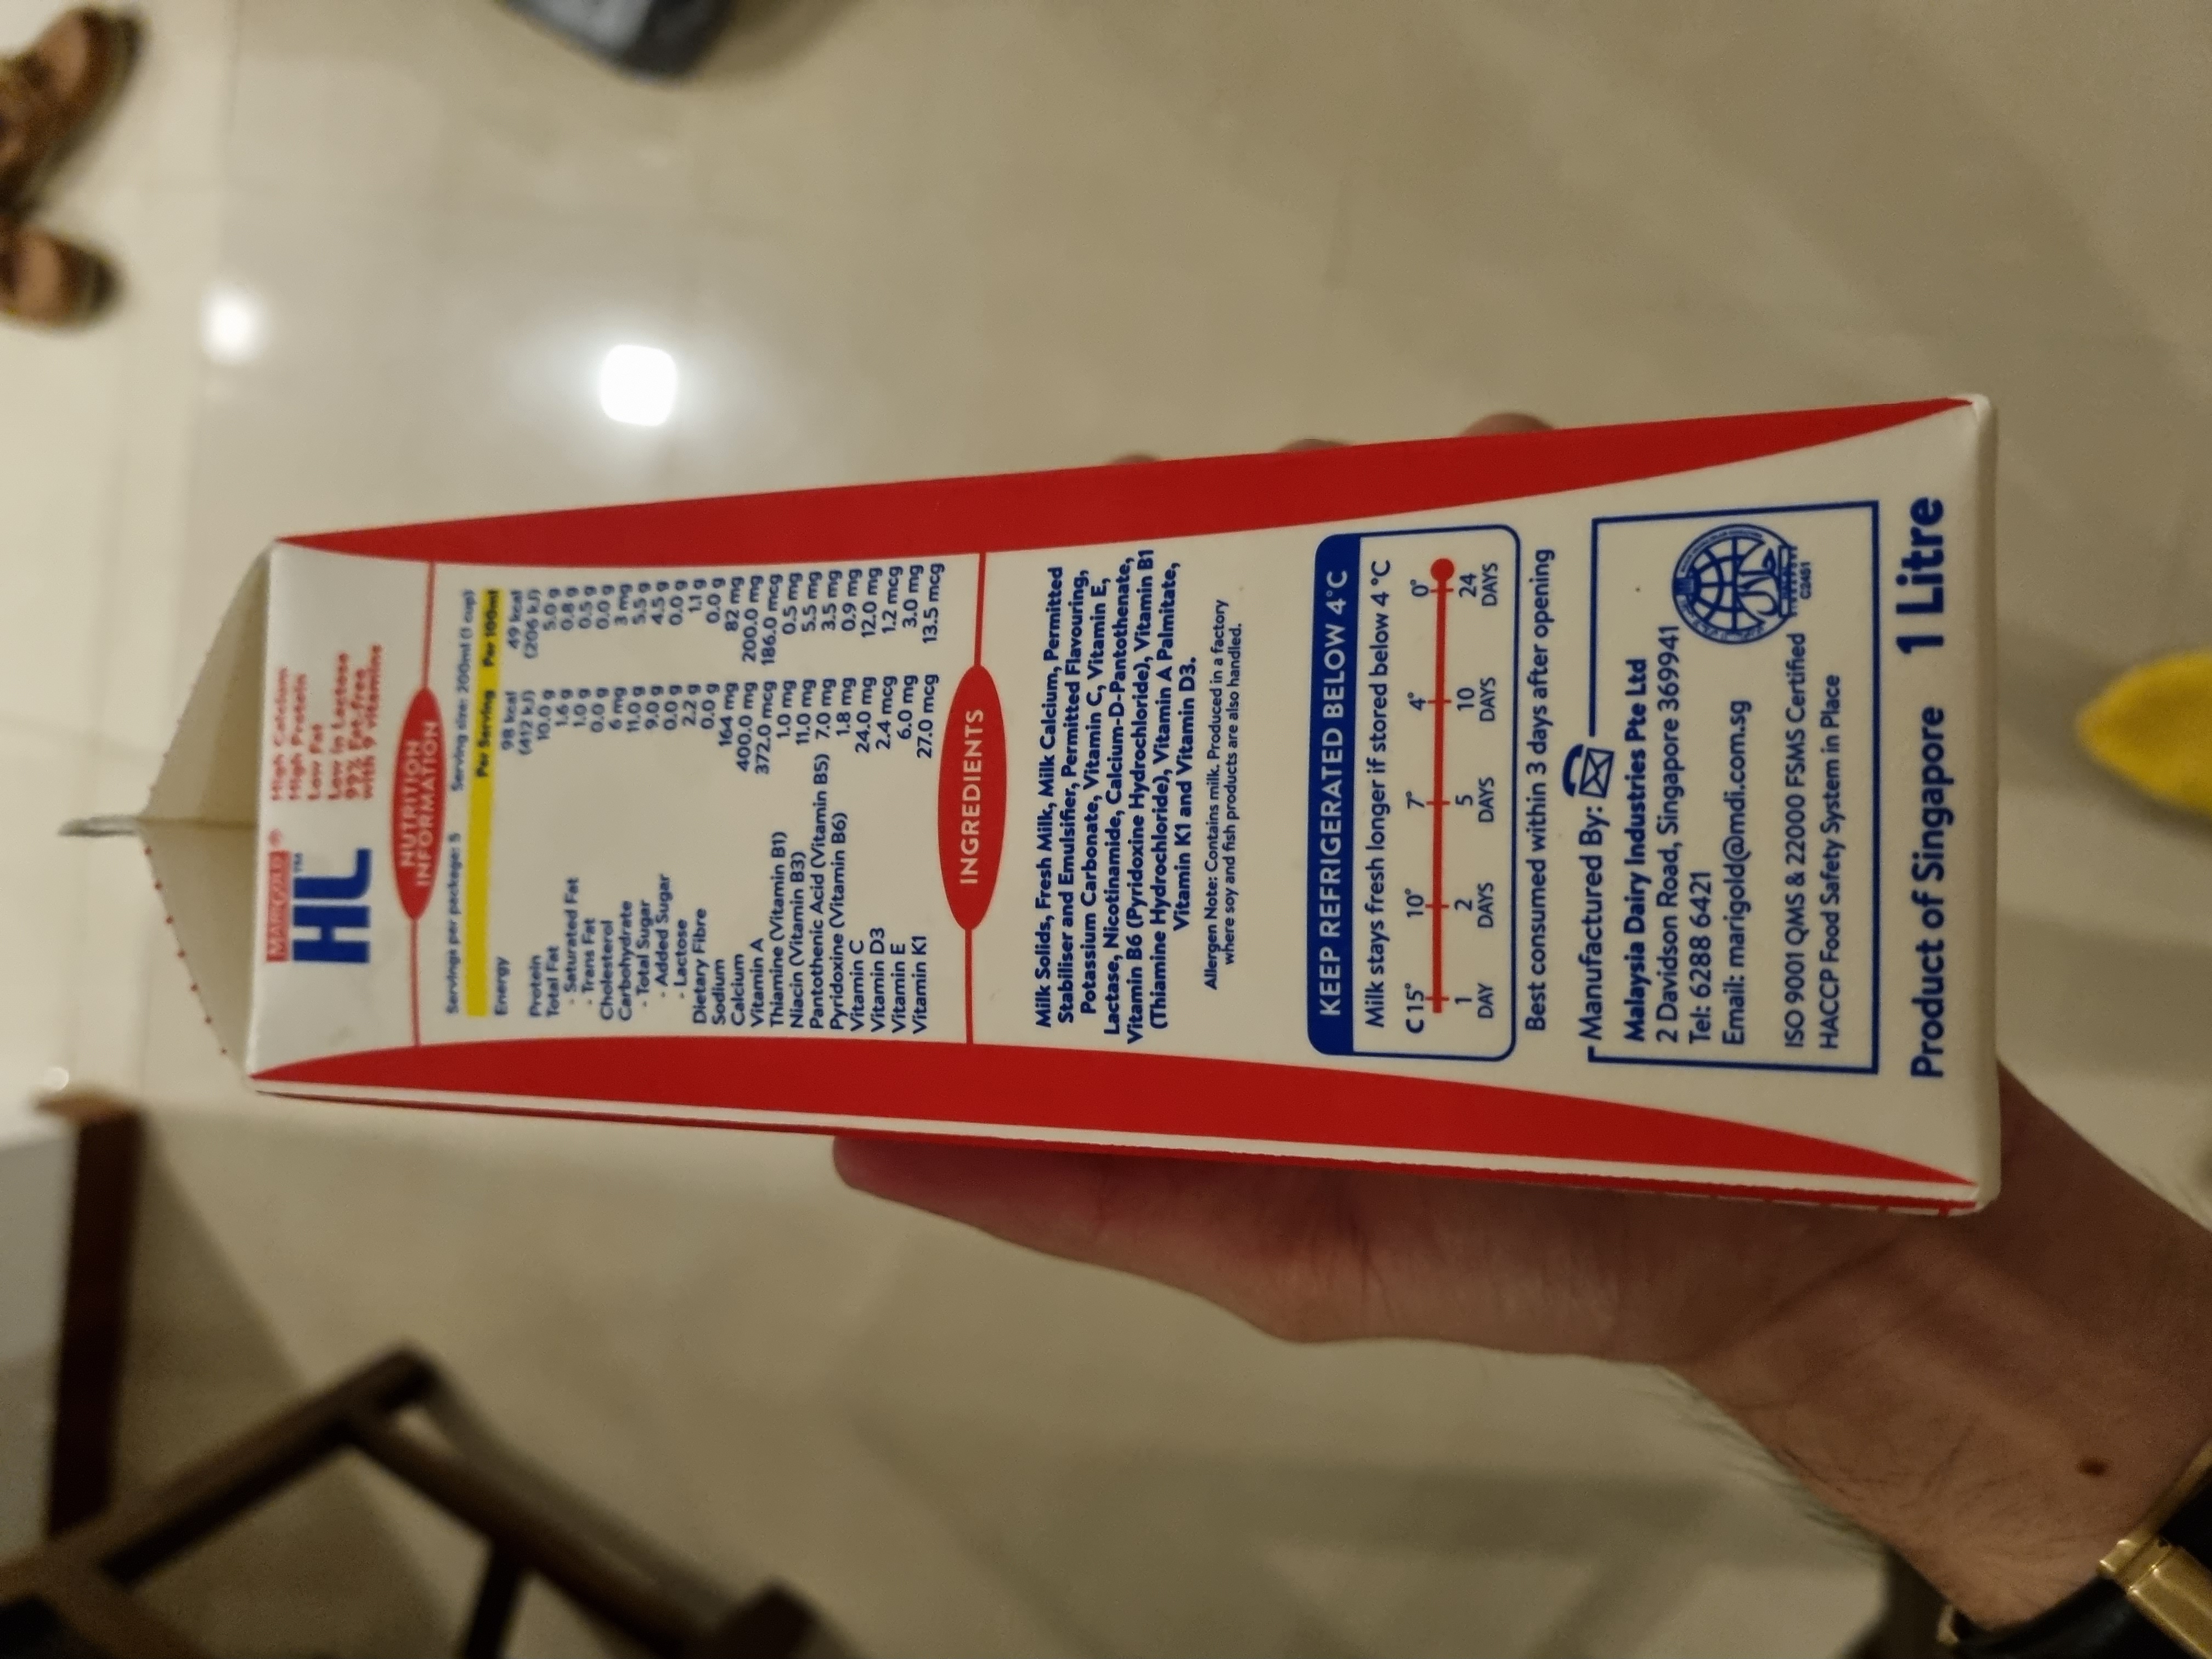 MARIGOLD®
HL™
High Calcium
High Protein
Low Fat
Low in Lactose
99% Fat-free
with 9 vitamins
NUTRITION
INFORMATION
Servings per package: 5 Serving size: 200ml (1 cup)
Per Serving Per 100ml
Energy 98 kcal 49 kcal
(412 kJ) (206 kJ)
Protein 10.0 g 5.0 g
Total Fat 1.6 g 0.8 g
- Saturated Fat 1.0 g 0.5 g
- Trans Fat 0.0 g 0.0 g
Cholesterol 6 mg 3 mg
Carbohydrate 11.0 g 5.5 g
- Total Sugar 9.0 g 4.5 g
- Added Sugar 0.0 g 0.0 g
- Lactose 2.2 g 1.1 g
Dietary Fibre 0.0 g 0.0 g
Sodium 164 mg 82 mg
Calcium 400.0 mg 200.0 mg
Vitamin A 372.0 mcg 186.0 mcg
Thiamine (Vitamin B1) 1.0 mg 0.5 mg
Niacin (Vitamin B3) 11.0 mg 5.5 mg
Pantothenic Acid (Vitamin B5) 7.0 mg 3.5 mg
Pyridoxine (Vitamin B6) 1.8 mg 0.9 mg
Vitamin C 24.0 mg 12.0 mg
Vitamin D3 2.4 mcg 1.2 mcg
Vitamin E 6.0 mg 3.0 mg
Vitamin K1 27.0 mcg 13.5 mcg
INGREDIENTS
Milk Solids, Fresh Milk, Milk Calcium, Permitted
Stabiliser and Emulsifier, Permitted Flavouring,
Potassium Carbonate, Vitamin C, Vitamin E,
Lactase, Nicotinamide, Calcium-D-Pantothenate,
Vitamin B6 (Pyridoxine Hydrochloride), Vitamin B1
(Thiamine Hydrochloride), Vitamin A Palmitate,
Vitamin K1 and Vitamin D3.
Allergen Note: Contains milk. Produced in a factory
where soy and fish products are also handled.
KEEP REFRIGERATED BELOW 4°C
Milk stays fresh longer if stored below 4 °C
C 15° 10° 7° 4° 0°
1 2 5 10 24
DAY DAYS DAYS DAYS DAYS
Best consumed within 3 days after opening
Manufactured By:
Malaysia Dairy Industries Pte Ltd
2 Davidson Road, Singapore 369941
Tel: 6288 6421
Email: marigold@mdi.com.sg
ISO 9001 QMS & 22000 FSMS Certified
HACCP Food Safety System in Place
حلال
SINGAPORE
C2451
Product of Singapore 1 Litre